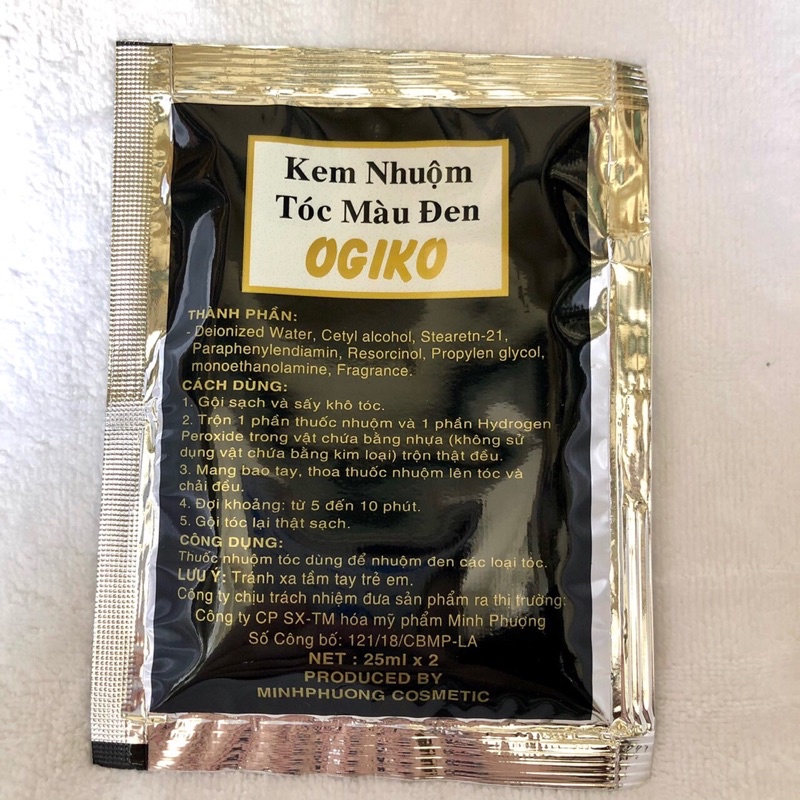 Kem Nhuộm
Tóc Màu Đen
OGIKO
THÀNH PHẦN:
- Deionized Water, Cetyl alcohol, Stearetn-21,
Paraphenylendiamin, Resorcinol, Propylen glycol,
monoethanolamine, Fragrance.
CÁCH DÙNG:
1. Gội sạch và sấy khô tóc.
2. Trộn 1 phần thuốc nhuộm và 1 phần Hydrogen
Peroxide trong vật chứa bằng nhựa (không sử
dụng vật chứa bằng kim loại) trộn thật đều.
3. Mang bao tay, thoa thuốc nhuộm lên tóc và
chải đều.
4. Đợi khoảng: từ 5 đến 10 phút.
5. Gội tóc lại thật sạch.
CÔNG DỤNG:
Thuốc nhuộm tóc dùng để nhuộm đen các loại tóc.
LƯU Ý: Tránh xa tầm tay trẻ em.
Công ty chịu trách nhiệm đưa sản phẩm ra thị trường:
Công ty CP SX-TM hóa mỹ phẩm Minh Phượng
Số Công bố: 121/18/CBMP-LA
NET : 25ml x 2
PRODUCED BY
MINHPHUONG COSMETIC